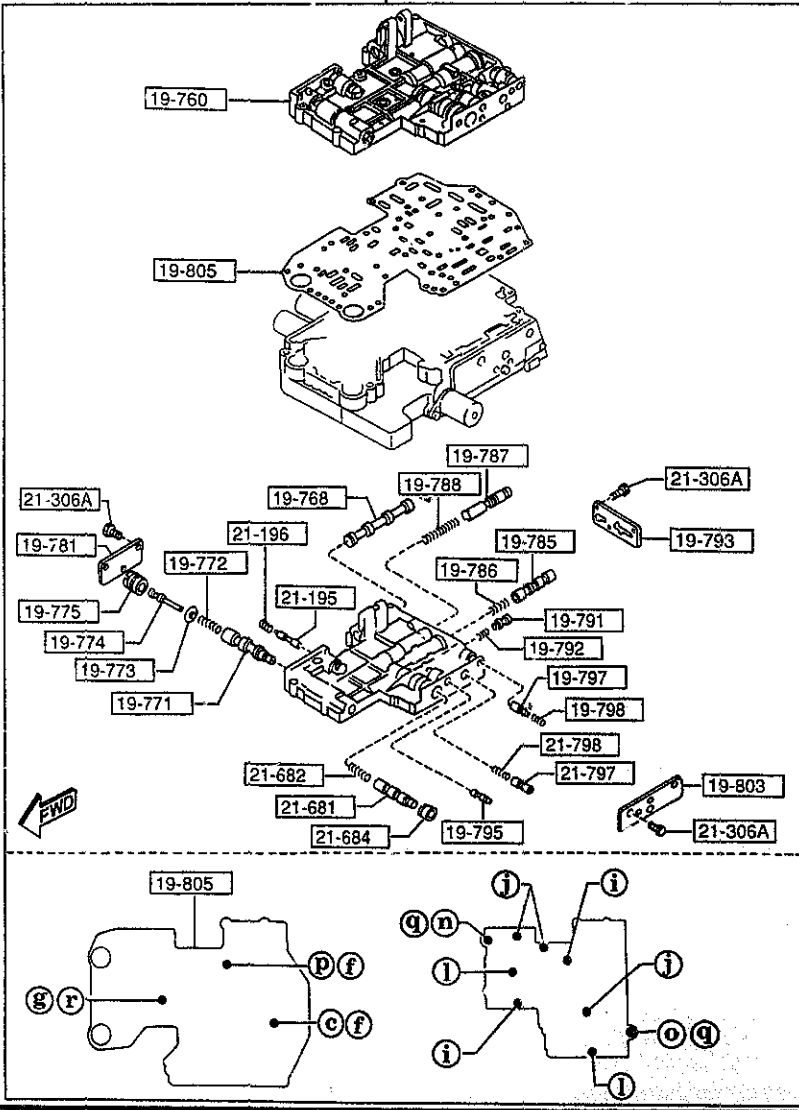 19-760
19-805
19-787
19-788
19-768
21-306A
21-306A
21-196
19-781
19-793
19-785
19-772
19-786
21-195
19-775
19-791
19-774
19-792
19-773
19-797
19-771
19-798
21-798
21-682
21-797
19-803
21-681
FWD
21-684
19-795
21-306A
19-805
j i
q n
p f
l j
g r
c f
o q
i
l